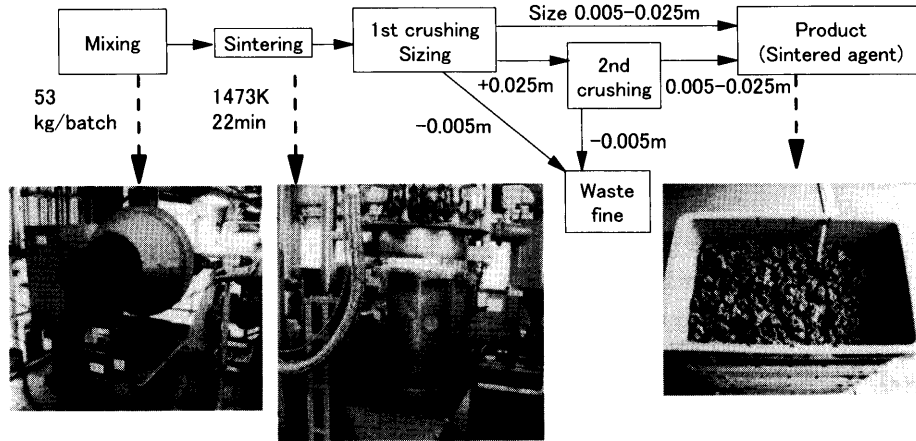 Mixing
Sintering
1st crushing
Sizing
Size 0.005-0.025m
Product
(Sintered agent)
+0.025m
2nd
crushing
0.005-0.025m
53
kg/batch
1473K
22min
-0.005m
-0.005m
Waste
fine